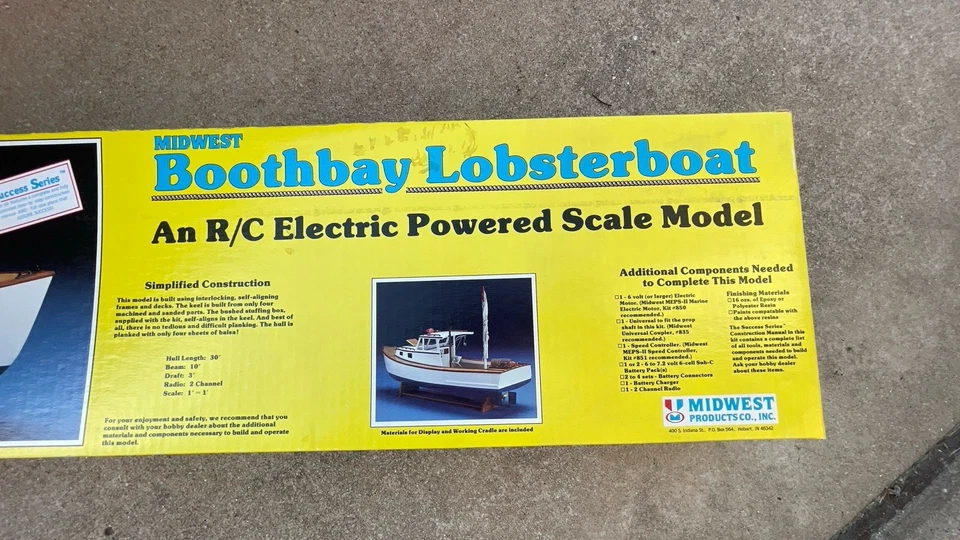 uccess Series™
MIDWEST
Boothbay Lobsterboat
An R/C Electric Powered Scale Model
Simplified Construction
This model is built using interlocking, self-aligning
frames and decks. The keel is built from only four
machined and sanded parts. The bushed stuffing box,
supplied with the kit, self-aligns in the keel. And best of
all, there is no tedious and difficult planking. The hull is
planked with only four sheets of balsa!
Hull Length: 30'
Beam: 10'
Draft: 3'
Radio: 2 Channel
Scale: 1" = 1'
For your enjoyment and safety, we recommend that you
consult with your hobby dealer about the additional
materials and components necessary to build and operate
this model.
Materials for Display and Working Cradle are included
Additional Components Needed
to Complete This Model
□ 1 - 6 volt (or larger) Electric
Motor. (Midwest MEPS-II Marine
Electric Motor, Kit #850
recommended.)
□ 1 - Universal to fit the prop
shaft in this kit. (Midwest
Universal Coupler, #835
recommended.)
□ 1 - Speed Controller. (Midwest
MEPS-II Speed Controller,
Kit #851 recommended.)
□ 1 or 2 - 6 to 7.2 volt 6-cell Sub-C
Battery Pack(s)
□ 2 to 4 sets - Battery Connectors
□ 1 - Battery Charger
□ 1 - 2 Channel Radio
Finishing Materials
□ 16 oz. of Epoxy or
Polyester Resin
□ Paints compatible with
the above resins
The Success Series™
Construction Manual in this
kit contains a complete list
of all tools, materials and
components needed to build
and operate this model.
Ask your hobby dealer
about these items.
MIDWEST
PRODUCTS CO., INC.
400 S. Indiana St., P.O. Box 564, Hobart, IN 46342